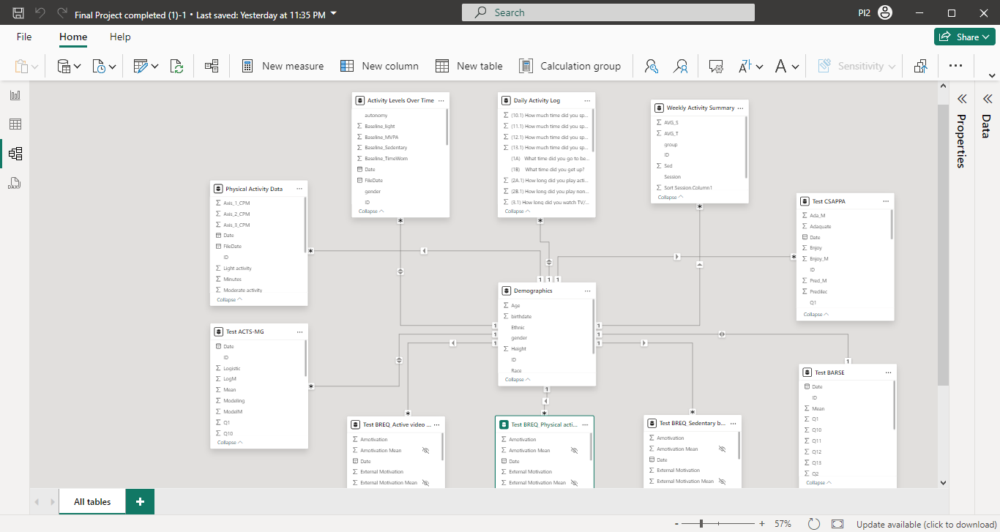 Final Project completed (1)-1 • Last saved: Yesterday at 11:35 PM
Search
PI2
File
Home
Help
Share
New measure
New column
New table
Calculation group
Sensitivity
Activity Levels Over Time
autonomy
Baseline_light
Baseline_MVPA
Baseline_Sedentary
Baseline_TimeWorn
Date
FileDate
gender
ID
Collapse
Daily Activity Log
(10.1) How much time did you sp...
(11.1) How much time did you sp...
(12.1) How much time did you sp...
(13.1) How much time did you sp...
(1A) What time did you go to be...
(1B) What time did you get up?
(2A.1) How long did you play acti...
(2B.1) How long did you play non...
(3.1) How long did you watch TV/...
Collapse
Weekly Activity Summary
AVG_S
AVG_T
group
ID
Sed
Session
Sort Session.Column1
Collapse
Physical Activity Data
Axis_1_CPM
Axis_2_CPM
Axis_3_CPM
Date
FileDate
ID
Light activity
Minutes
Moderate activity
Collapse
Test CSAPPA
Ada_M
Adaquate
Date
Enjoy
Enjoy_M
ID
Pred_M
Predilec
Q1
Collapse
Demographics
Age
birthdate
Ethnic
gender
Height
ID
Race
Collapse
Test ACTS-MG
Date
ID
Logistic
LogM
Mean
Modeling
ModelM
Q1
Q10
Collapse
Test BARSE
Date
ID
Mean
Q1
Q10
Q11
Q12
Q13
Q2
Collapse
Test BREQ Active video ...
Amotivation
Amotivation Mean
Date
External Motivation
External Motivation Mean
Test BREQ Physical acti...
Amotivation
Amotivation Mean
Date
External Motivation
External Motivation Mean
Test BREQ Sedentary b...
Amotivation
Amotivation Mean
Date
External Motivation
External Motivation Mean
Properties
Data
All tables
57%
Update available (click to download)